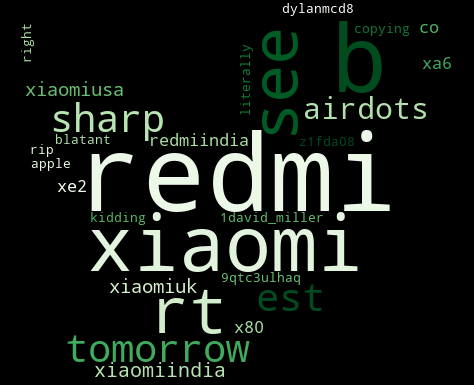 dylanmcd8
right
b
copying
co
see
literally
xa6
xiaomiusa
airdots
sharp
blatant
redmiindia
z1fda08
rip
apple
redmi
xe2
kidding
1david_miller
xiaomi
9qtc3ulhaq
xiaomiuk
rt
est
x80
tomorrow
xiaomiindia